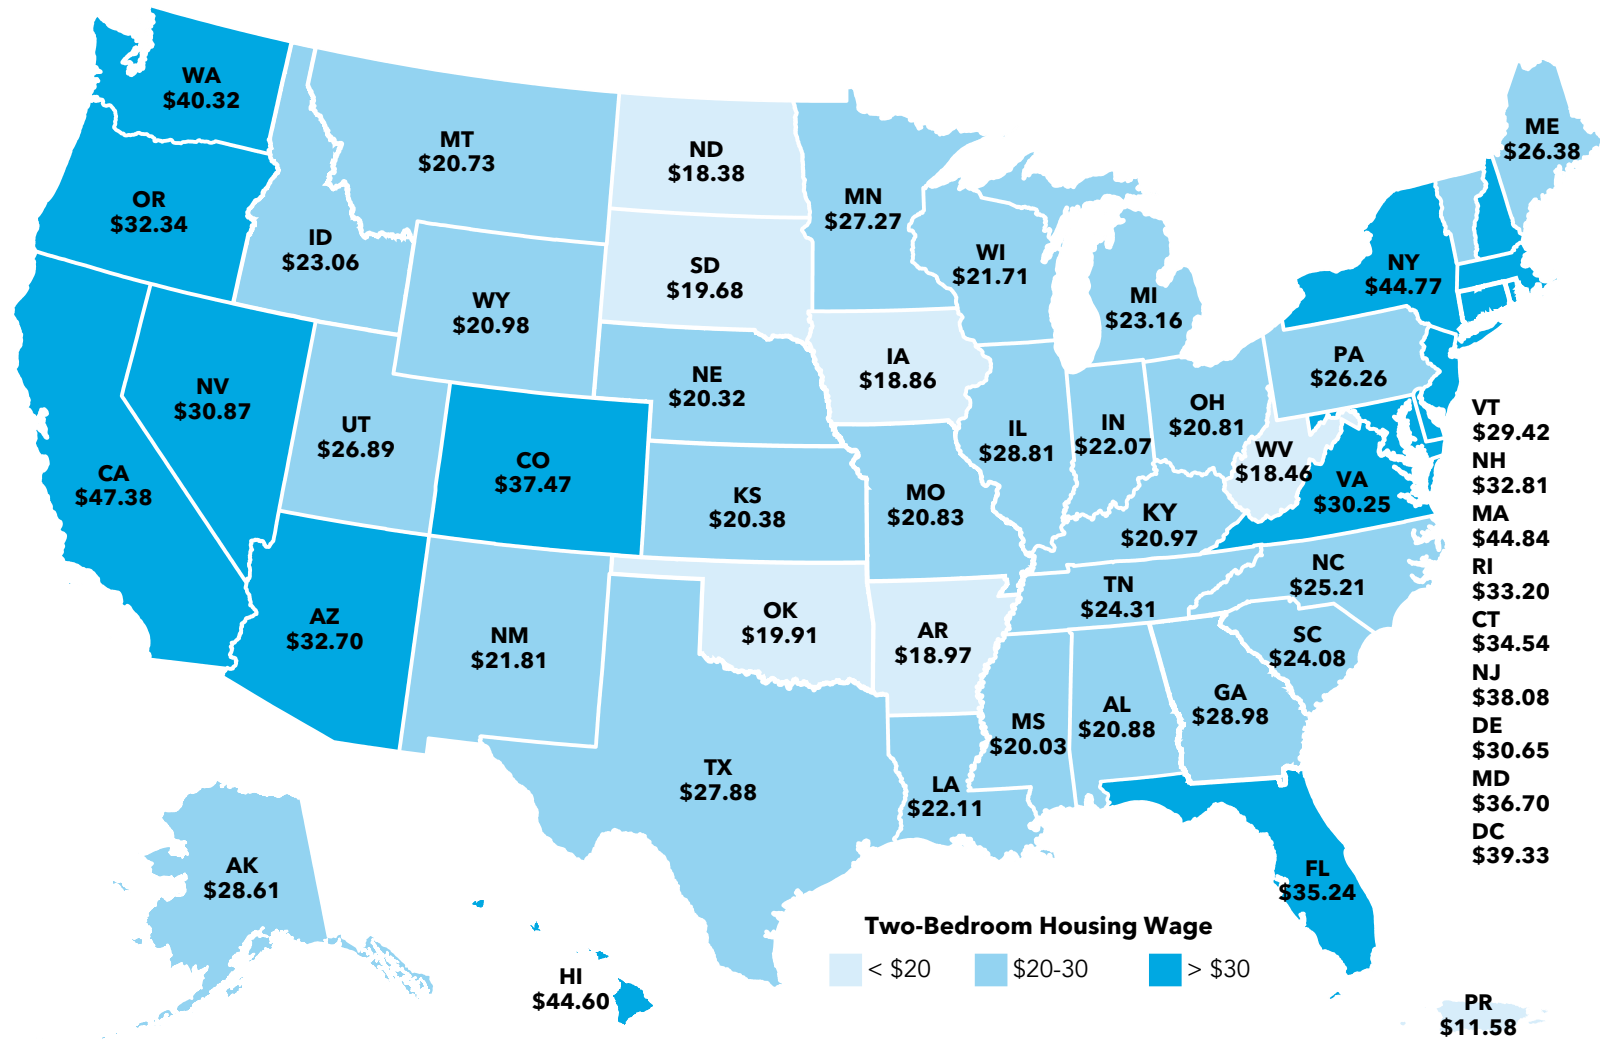 WA
$40.32
MT
$20.73
ND
$18.38
ME
$26.38
OR
$32.34
MN
$27.27
ID
$23.06
WI
$21.71
SD
$19.68
NY
$44.77
WY
$20.98
MI
$23.16
IA
$18.86
PA
$26.26
NE
$20.32
NV
$30.87
UT
$26.89
OH
$20.81
IN
$22.07
IL
$28.81
CO
$37.47
CA
$47.38
WV
$18.46
VA
$30.25
KS
$20.38
MO
$20.83
KY
$20.97
NC
$25.21
TN
$24.31
AZ
$32.70
NM
$21.81
OK
$19.91
AR
$18.97
SC
$24.08
GA
$28.98
AL
$20.88
MS
$20.03
TX
$27.88
LA
$22.11
VT
$29.42
NH
$32.81
MA
$44.84
RI
$33.20
CT
$34.54
NJ
$38.08
DE
$30.65
MD
$36.70
DC
$39.33
AK
$28.61
FL
$35.24
HI
$44.60
Two-Bedroom Housing Wage
< $20
$20-30
> $30
PR
$11.58